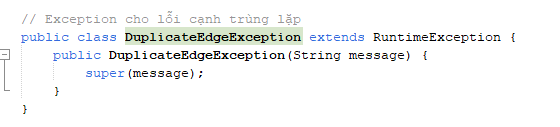 // Exception cho lỗi cạnh trùng lặp
public class DuplicateEdgeException extends RuntimeException {
    public DuplicateEdgeException(String message) {
        super(message);
    }
}